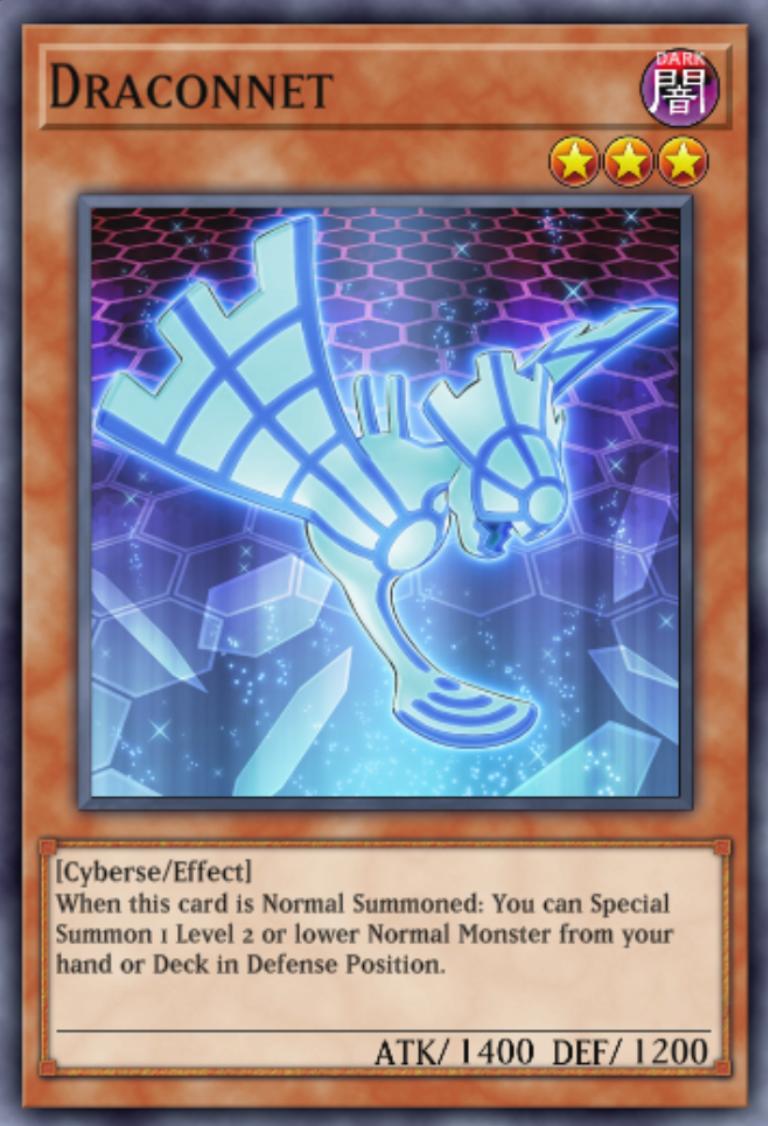 DRACONNET
DARK
闇
[Cyberse/Effect]
When this card is Normal Summoned: You can Special
Summon 1 Level 2 or lower Normal Monster from your
hand or Deck in Defense Position.
ATK/ 1400 DEF/ 1200